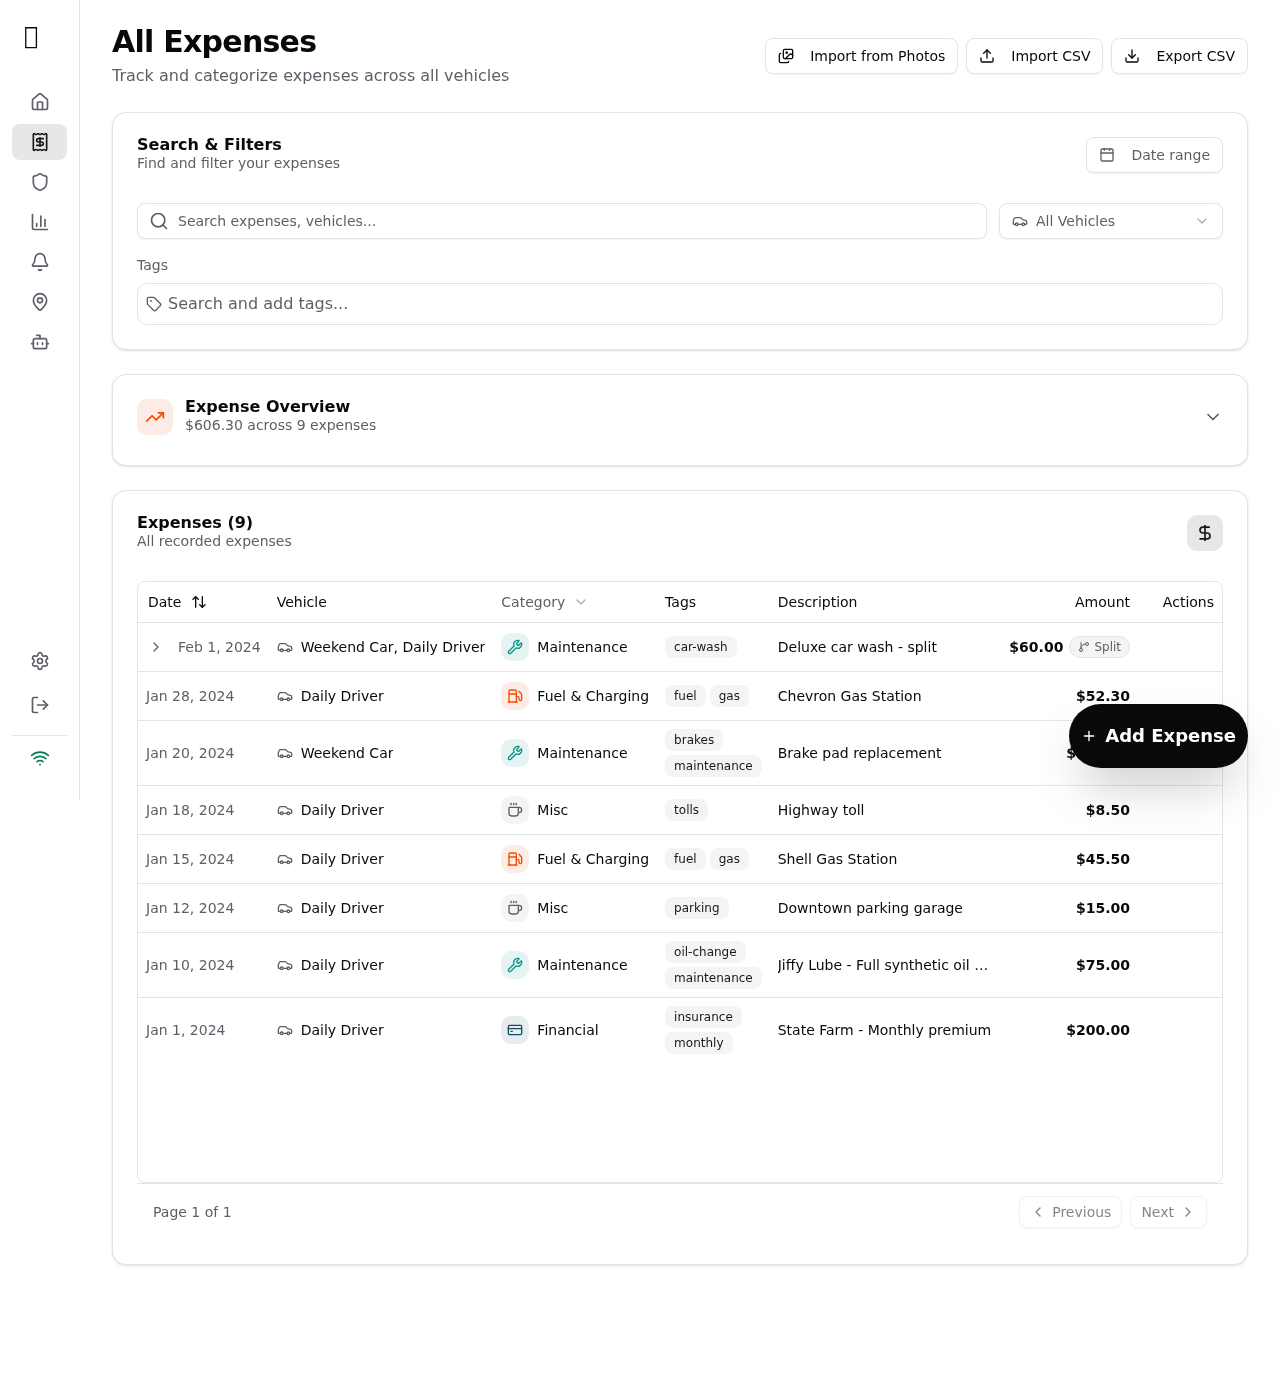 All Expenses
Track and categorize expenses across all vehicles
Import from Photos
Import CSV
Export CSV
Search & Filters
Find and filter your expenses
Date range
Search expenses, vehicles...
All Vehicles
Tags
Search and add tags...
Expense Overview
$606.30 across 9 expenses
Expenses (9)
All recorded expenses
Date Vehicle Category Tags Description Amount Actions
Feb 1, 2024 Weekend Car, Daily Driver Maintenance car-wash Deluxe car wash - split $60.00 Split
Jan 28, 2024 Daily Driver Fuel & Charging fuel gas Chevron Gas Station $52.30
Add Expense
Jan 20, 2024 Weekend Car Maintenance brakes maintenance Brake pad replacement
Jan 18, 2024 Daily Driver Misc tolls Highway toll $8.50
Jan 15, 2024 Daily Driver Fuel & Charging fuel gas Shell Gas Station $45.50
Jan 12, 2024 Daily Driver Misc parking Downtown parking garage $15.00
Jan 10, 2024 Daily Driver Maintenance oil-change maintenance Jiffy Lube - Full synthetic oil ... $75.00
Jan 1, 2024 Daily Driver Financial insurance monthly State Farm - Monthly premium $200.00
Page 1 of 1
Previous
Next